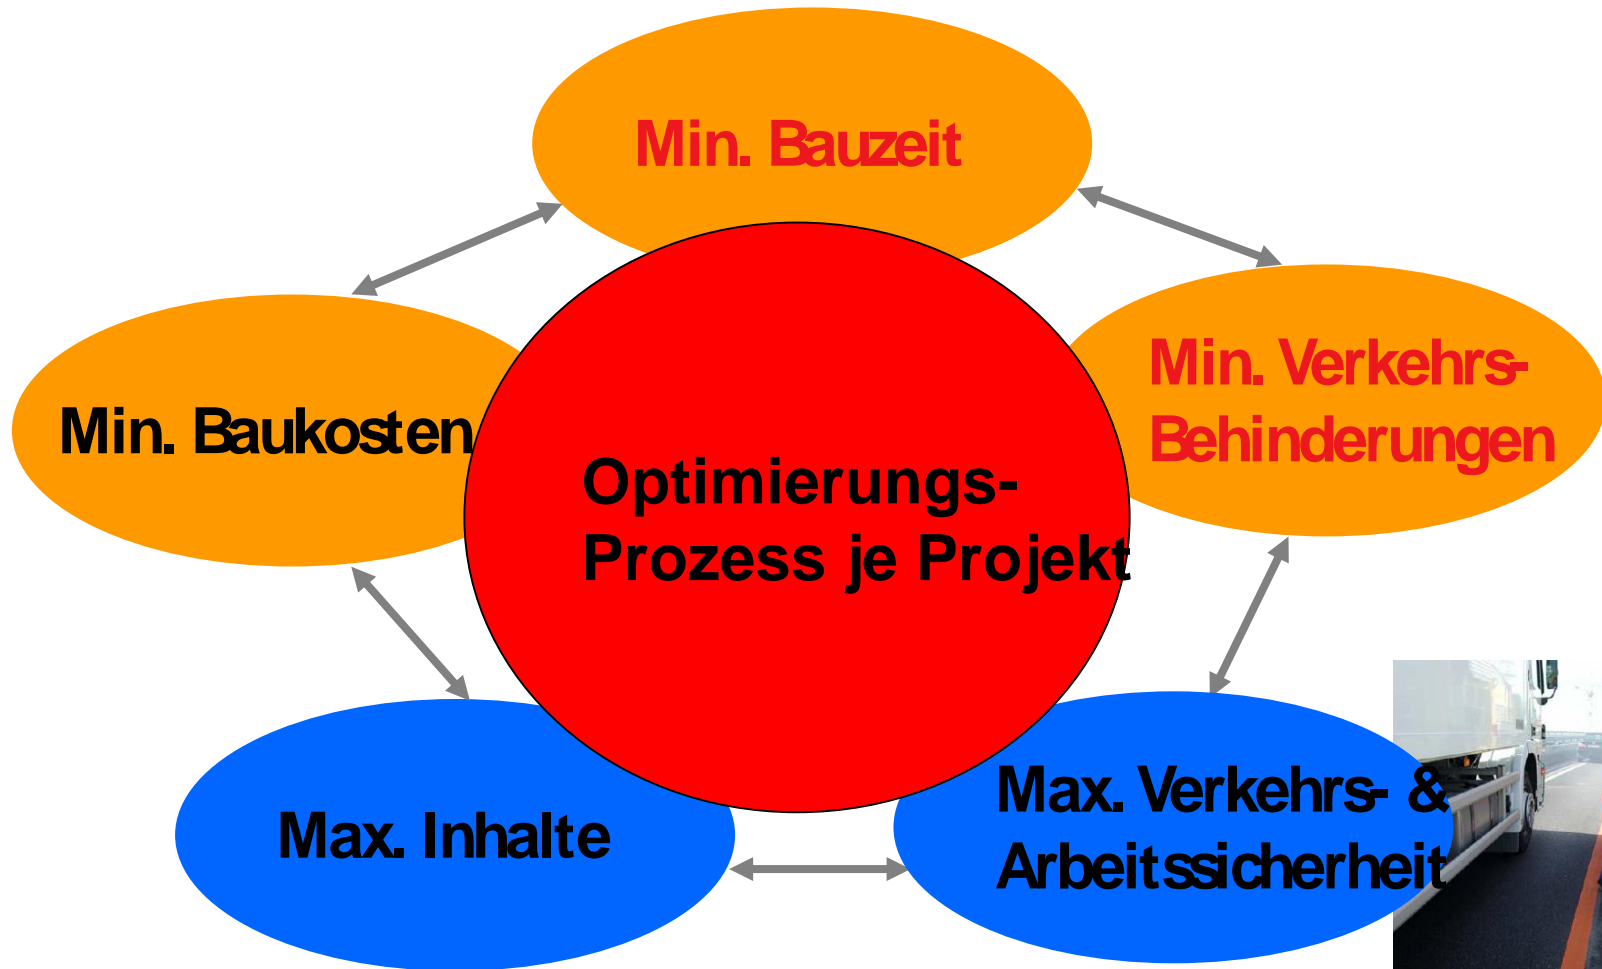 Min. Bauzeit
Min. Verkehrs-
Behinderungen
Min. Baukosten
Optimierungs-
Prozess je Projekt
Max. Verkehrs- &
Arbeitssicherheit
Max. Inhalte